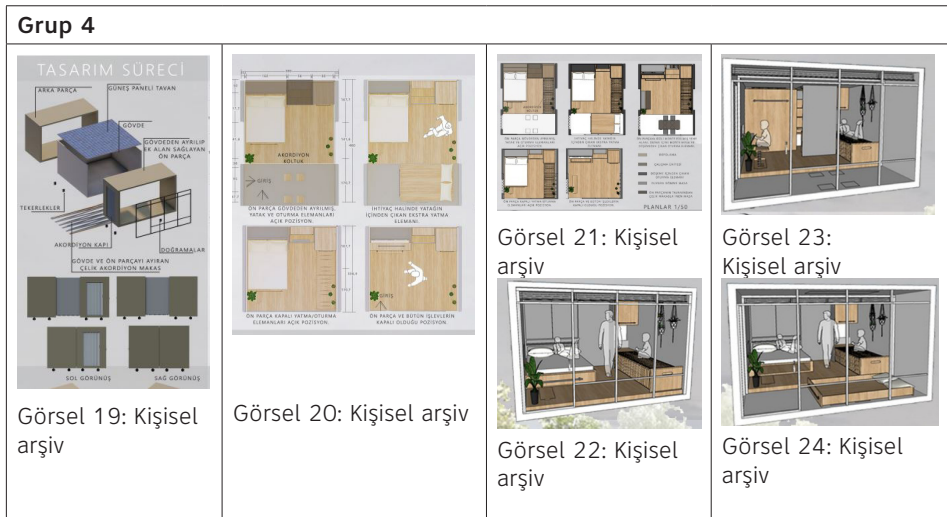 Grup 4
TASARIM SÜRECİ
ARKA PARÇA
GÜNEŞ PANELİ TAVAN
GÖVDE
GÖVDEDEN AYRILIP
EK ALAN SAĞLAYAN
ÖN PARÇA
TEKERLEKLER
AKORDİYON KAPI
DOĞRAMALAR
GÖVDE VE ÖN PARÇAYI AYIRAN
ÇELİK AKORDİYON MAKAS
SOL GÖRÜNÜŞ
SAĞ GÖRÜNÜŞ
Görsel 19: Kişisel
arşiv
AKORDİYON
KOLTUK
GİRİŞ
ÖN PARÇA GÖVDEDEN AYRILMIŞ,
YATAK VE OTURMA ELEMANLARI
AÇIK POZİSYON.
İHTİYAÇ HALİNDE YATAĞIN
İÇİNDEN ÇIKAN EKSTRA YATMA
ELEMANI.
ÖN PARÇA KAPALI YATMA/OTURMA
ELEMANLARI AÇIK POZİSYON.
GİRİŞ
ÖN PARÇA VE BÜTÜN İŞLEVLERİN
KAPALI OLDUĞU POZİSYON.
Görsel 20: Kişisel arşiv
PLANLAR 1/50
Görsel 21: Kişisel
arşiv
Görsel 22: Kişisel
arşiv
Görsel 23:
Kişisel arşiv
Görsel 24: Kişisel
arşiv